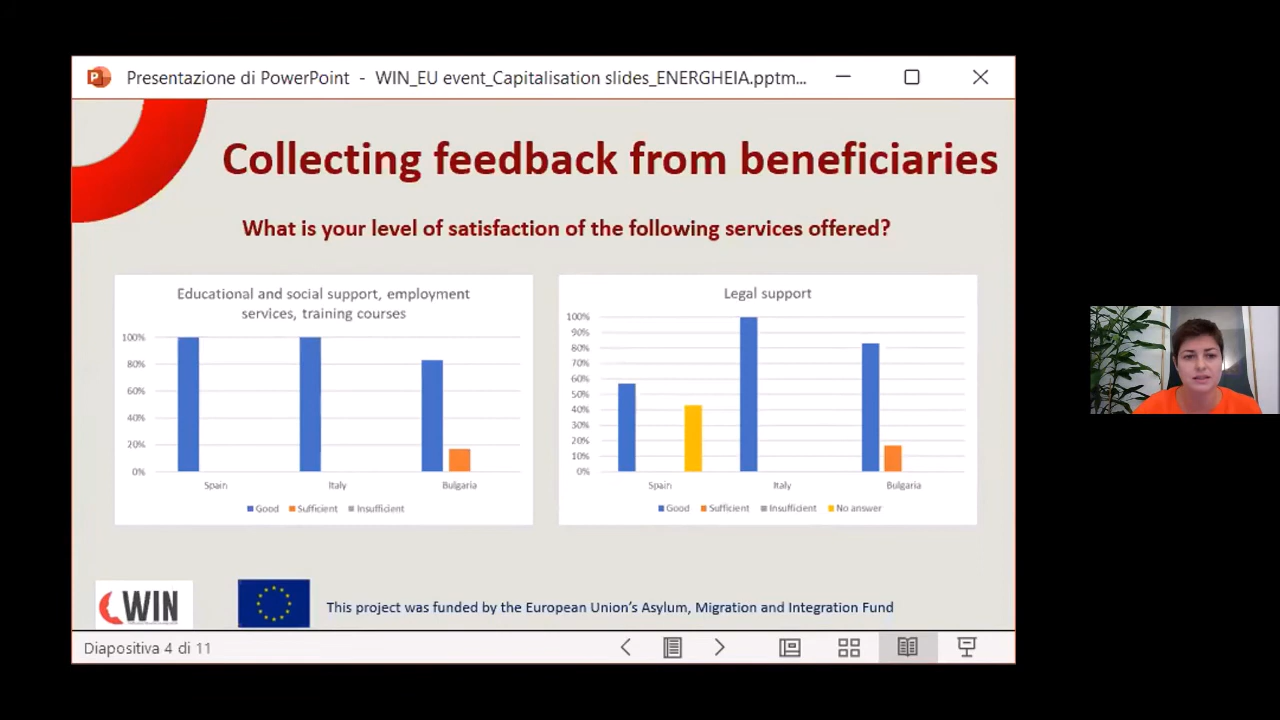 Presentazione di PowerPoint - WIN_EU event_Capitalisation slides_ENERGHEIA.pptm...
Collecting feedback from beneficiaries
What is your level of satisfaction of the following services offered?
Educational and social support, employment
services, training courses
100%
80%
60%
40%
20%
0%
Spain Italy Bulgaria
Good Sufficient Insufficient
Legal support
100%
90%
80%
70%
60%
50%
40%
30%
20%
10%
0%
Spain Italy Bulgaria
Good Sufficient Insufficient No answer
WIN
This project was funded by the European Union's Asylum, Migration and Integration Fund
Diapositiva 4 di 11